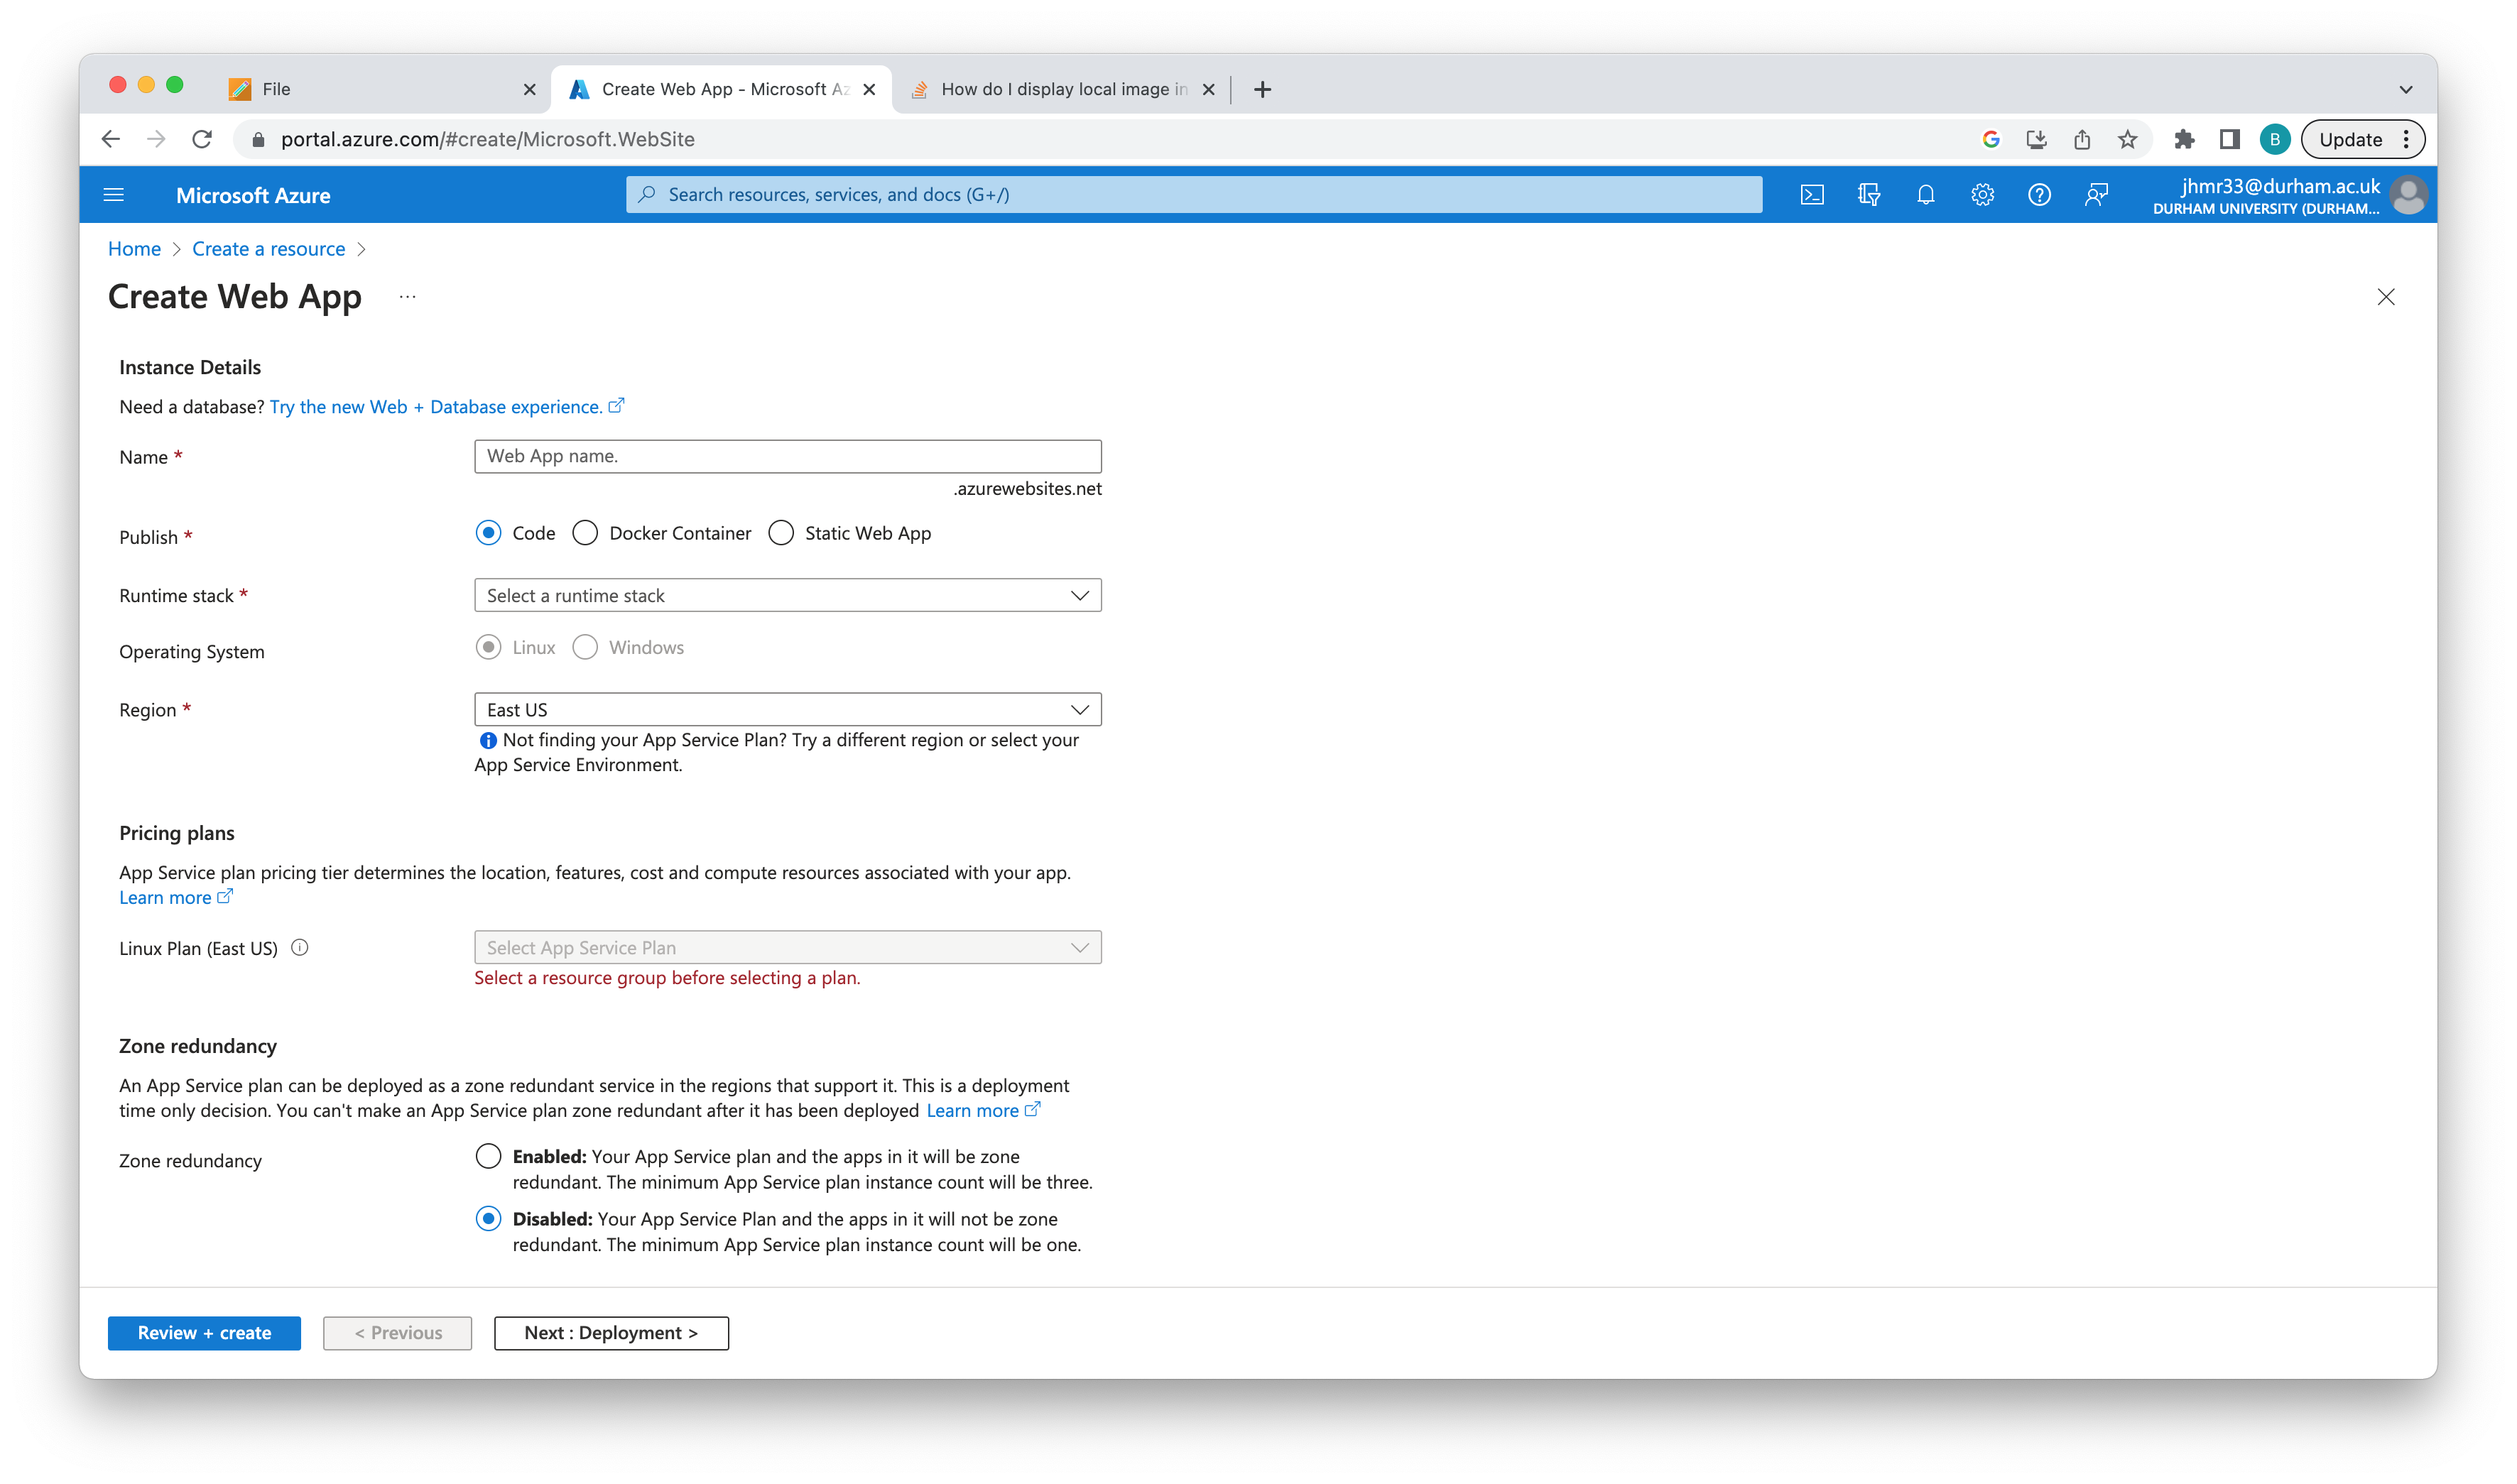 File
Create Web App - Microsoft Az
How do I display local image in
portal.azure.com/#create/Microsoft.WebSite
B
Update
Microsoft Azure
Search resources, services, and docs (G+/)
jhmr33@durham.ac.uk
DURHAM UNIVERSITY (DURHAM...
Home > Create a resource >
Create Web App ...
Instance Details
Need a database? Try the new Web + Database experience.
Name *
Web App name.
.azurewebsites.net
Publish *
Code Docker Container Static Web App
Runtime stack *
Select a runtime stack
Operating System
Linux Windows
Region *
East US
Not finding your App Service Plan? Try a different region or select your
App Service Environment.
Pricing plans
App Service plan pricing tier determines the location, features, cost and compute resources associated with your app.
Learn more
Linux Plan (East US)
Select App Service Plan
Select a resource group before selecting a plan.
Zone redundancy
An App Service plan can be deployed as a zone redundant service in the regions that support it. This is a deployment
time only decision. You can't make an App Service plan zone redundant after it has been deployed Learn more
Zone redundancy
Enabled: Your App Service plan and the apps in it will be zone
redundant. The minimum App Service plan instance count will be three.
Disabled: Your App Service Plan and the apps in it will not be zone
redundant. The minimum App Service plan instance count will be one.
Review + create
< Previous
Next : Deployment >